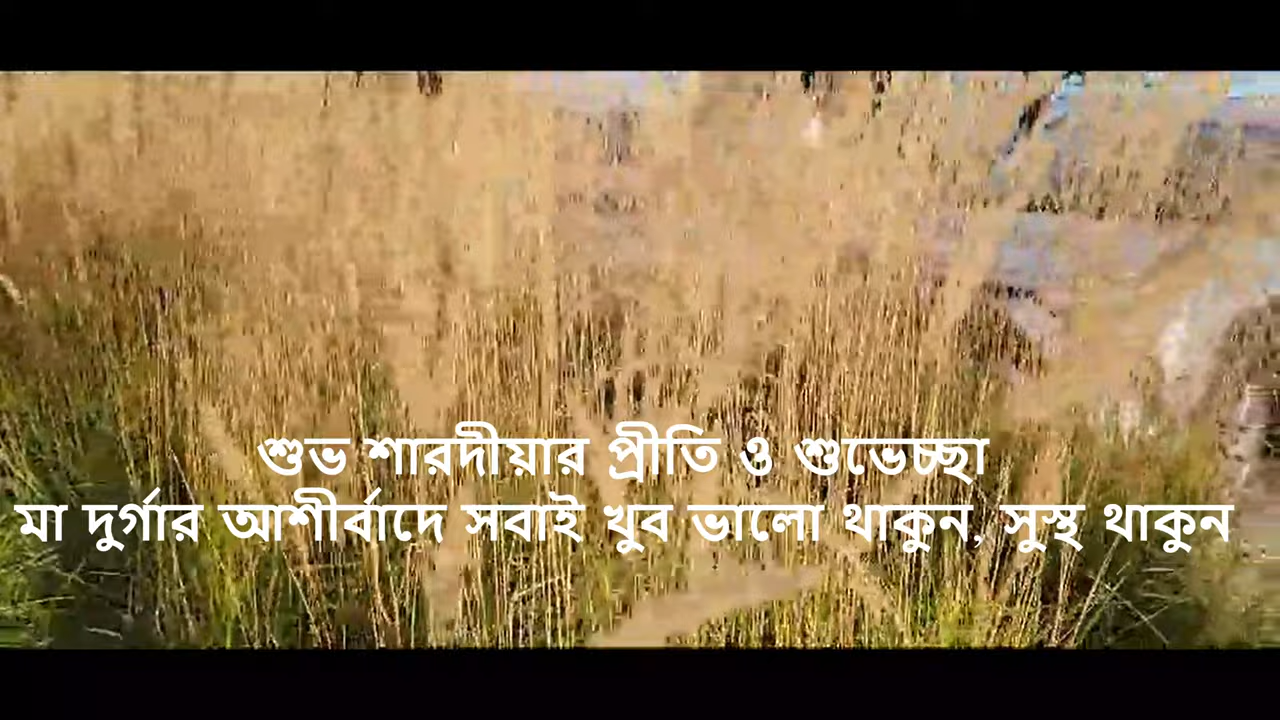 শুভ শারদীয়ার প্রীতি ও শুভেচ্ছা
মা দুর্গার আশীর্বাদে সবাই খুব ভালো থাকুন, সুস্থ থাকুন